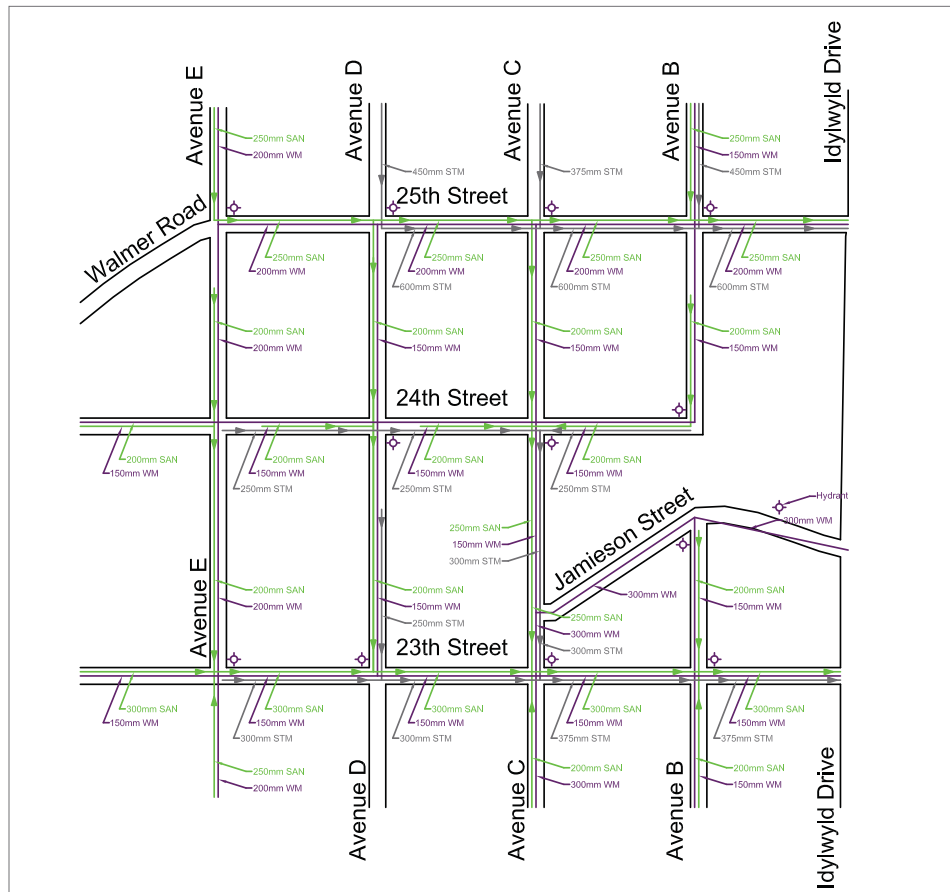 Avenue E
Avenue D
Avenue C
Avenue B
Idylwyld Drive
250mm SAN
200mm WM
450mm STM
375mm STM
250mm SAN
150mm WM
450mm STM
25th Street
Walmer Road
250mm SAN
200mm WM
250mm SAN
200mm WM
600mm STM
250mm SAN
200mm WM
600mm STM
250mm SAN
200mm WM
600mm STM
200mm SAN
200mm WM
200mm SAN
150mm WM
200mm SAN
150mm WM
200mm SAN
150mm WM
24th Street
200mm SAN
150mm WM
200mm SAN
150mm WM
250mm STM
200mm SAN
150mm WM
250mm STM
200mm SAN
150mm WM
250mm STM
Hydrant
300mm WM
250mm SAN
150mm WM
300mm STM
Jamieson Street
Avenue E
200mm SAN
200mm WM
200mm SAN
150mm WM
250mm STM
300mm WM
250mm SAN
300mm WM
300mm STM
200mm SAN
150mm WM
23th Street
300mm SAN
150mm WM
300mm SAN
150mm WM
300mm STM
300mm SAN
150mm WM
300mm STM
300mm SAN
150mm WM
375mm STM
300mm SAN
150mm WM
375mm STM
250mm SAN
200mm WM
Avenue D
Avenue C
200mm SAN
300mm WM
Avenue B
200mm SAN
150mm WM
Idylwyld Drive